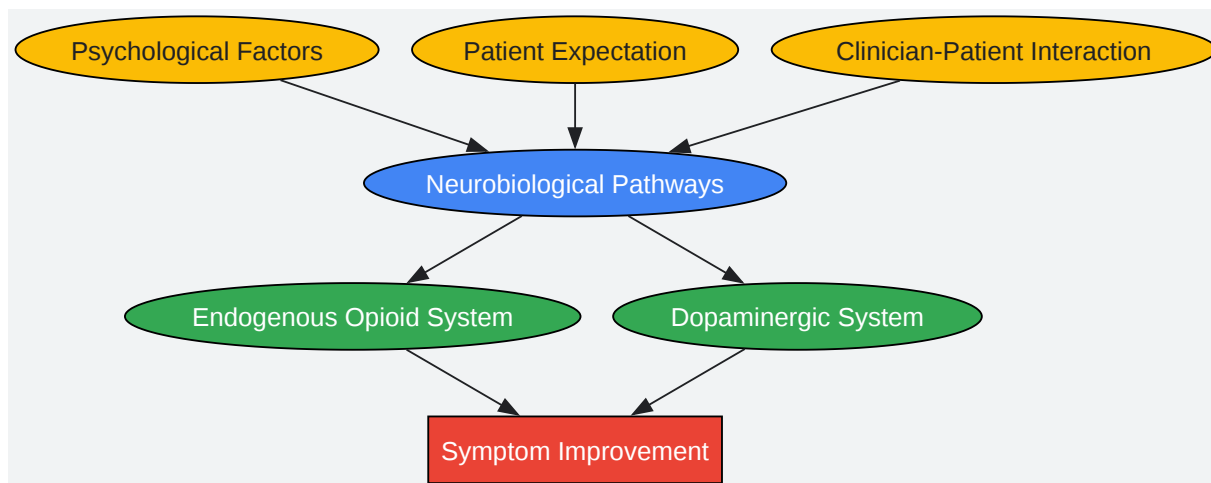 Psychological Factors
Patient Expectation
Clinician-Patient Interaction
Neurobiological Pathways
Endogenous Opioid System
Dopaminergic System
Symptom Improvement